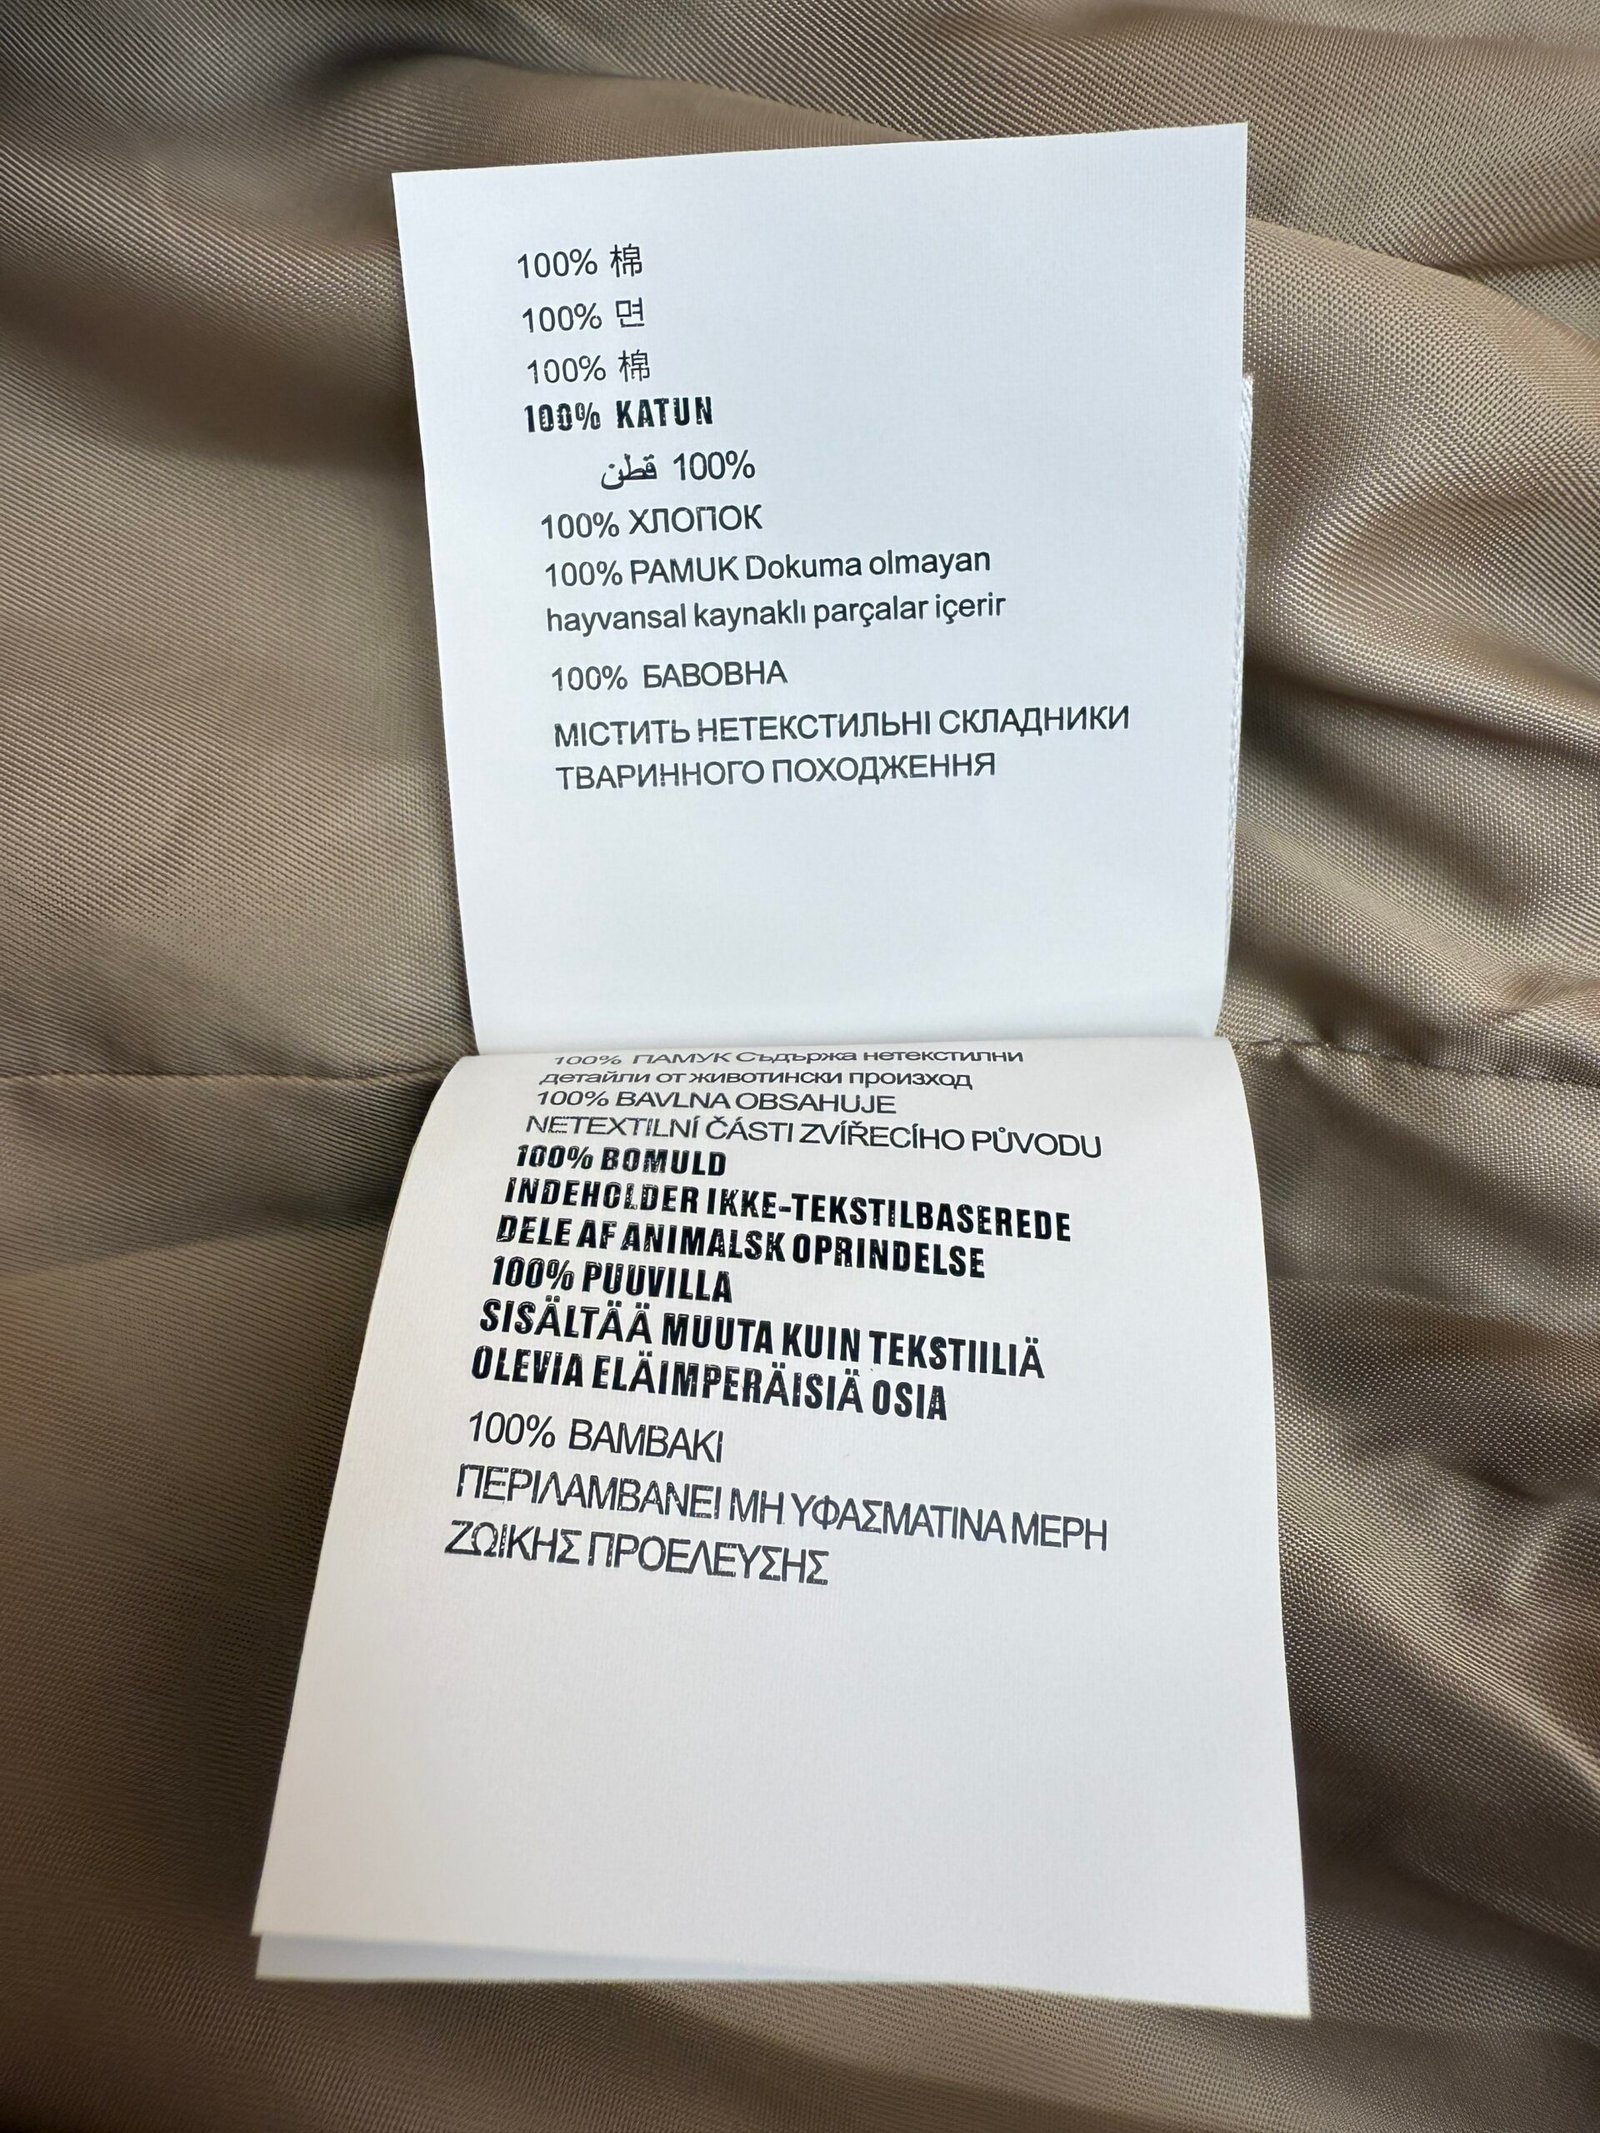 100% 棉
100% 면
100% 棉
100% KATUN
100% قطن
100% ХЛОПОК
100% PAMUK Dokuma olmayan
hayvansal kaynaklı parçalar içerir
100% БАВОВНА
МІСТИТЬ НЕТЕКСТИЛЬНІ СКЛАДНИКИ
ТВАРИННОГО ПОХОДЖЕННЯ
100% ПАМУК Съдържа нетекстилни
детайли от животински произход
100% BAVLNA OBSAHUJE
NETEXTILNÍ ČÁSTI ZVÍŘECÍHO PŮVODU
100% BOMULD
INDEHOLDER IKKE-TEKSTILBASEREDE
DELE AF ANIMALSK OPRINDELSE
100% PUUVILLA
SISÄLTÄÄ MUUTA KUIN TEKSTIILIÄ
OLEVIA ELÄIMPERÄISIÄ OSIA
100% ΒΑΜΒΑΚΙ
ΠΕΡΙΛΑΜΒΑΝΕΙ ΜΗ ΥΦΑΣΜΑΤΙΝΑ ΜΕΡΗ
ΖΩΙΚΗΣ ΠΡΟΕΛΕΥΣΗΣ